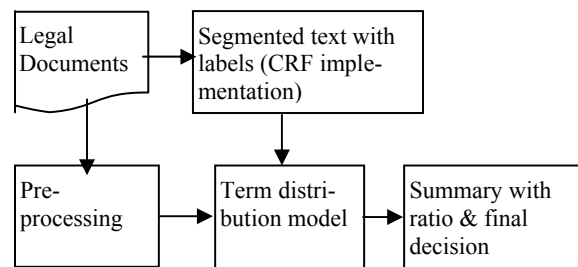 Legal
Documents
Segmented text with
labels (CRF imple-
mentation)
Pre-
processing
Term distri-
bution model
Summary with
ratio & final
decision